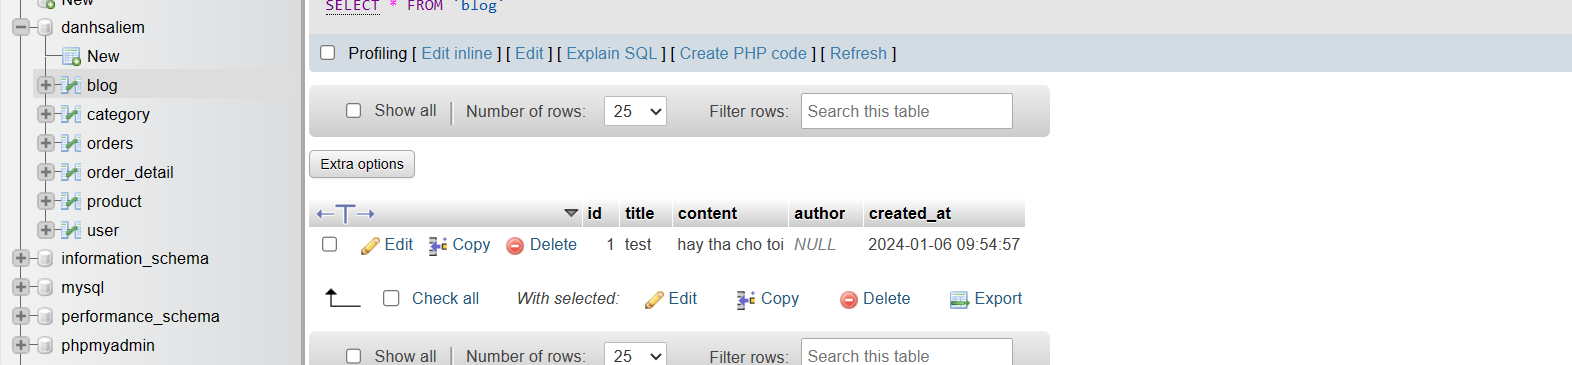 New
danhsaliem
New
blog
category
orders
order_detail
product
user
information_schema
mysql
performance_schema
phpmyadmin
SELECT * FROM `blog`
Profiling [ Edit inline ] [ Edit ] [ Explain SQL ] [ Create PHP code ] [ Refresh ]
Show all Number of rows: 25 Filter rows: Search this table
Extra options
id title content author created_at
Edit Copy Delete 1 test hay tha cho toi NULL 2024-01-06 09:54:57
Check all With selected: Edit Copy Delete Export
Show all Number of rows: 25 Filter rows: Search this table